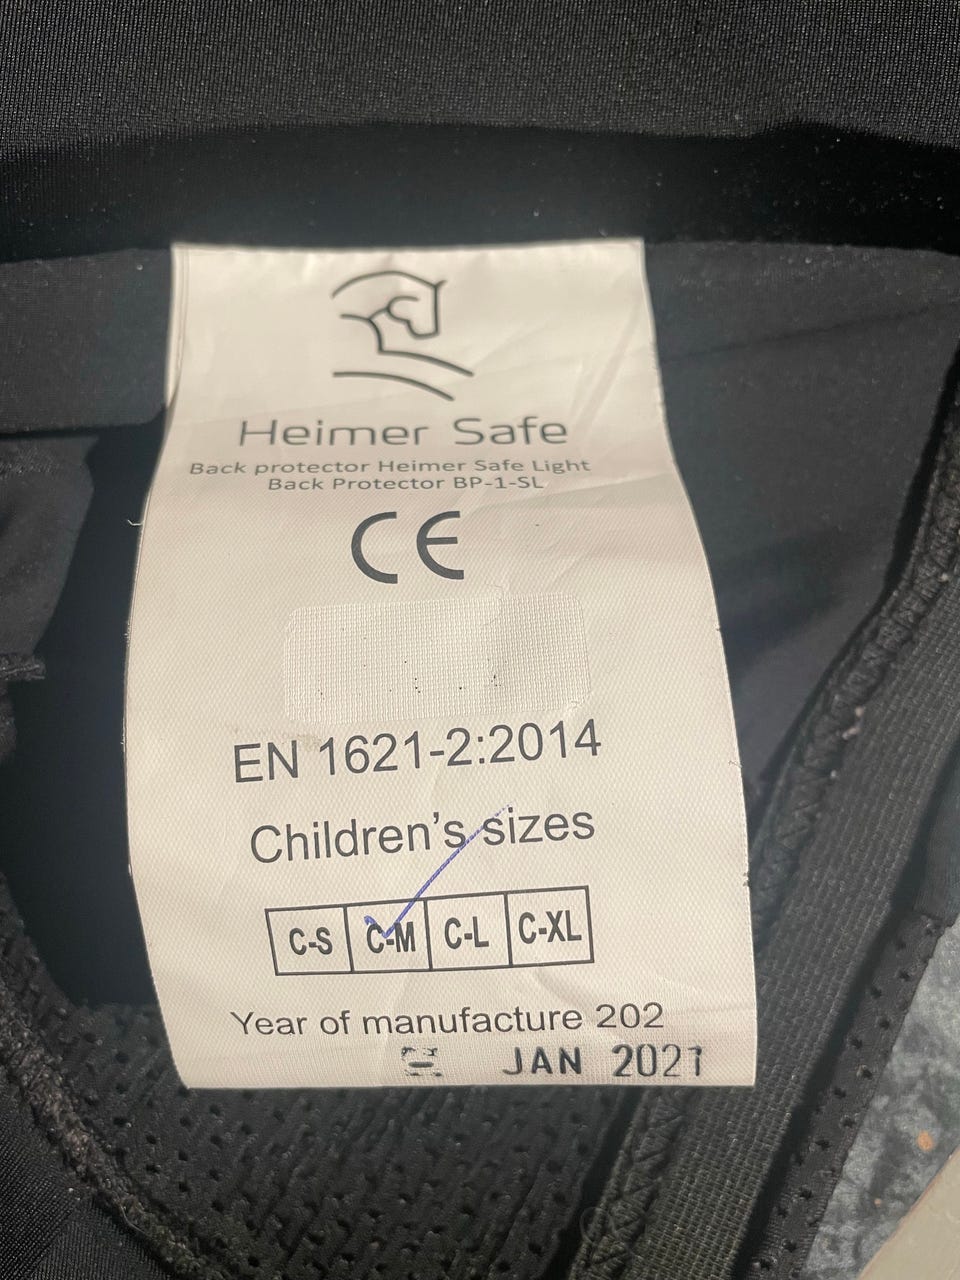 Heimer Safe
Back protector Heimer Safe Light
Back Protector BP-1-SL
CE
EN 1621-2:2014
Children's sizes
C-S C-M C-L C-XL
Year of manufacture 202
JAN 2021